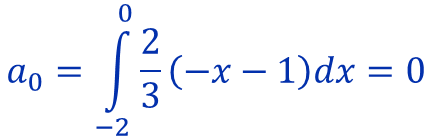 a₀ = ∫₋₂⁰ 2/3 (−x − 1)dx = 0